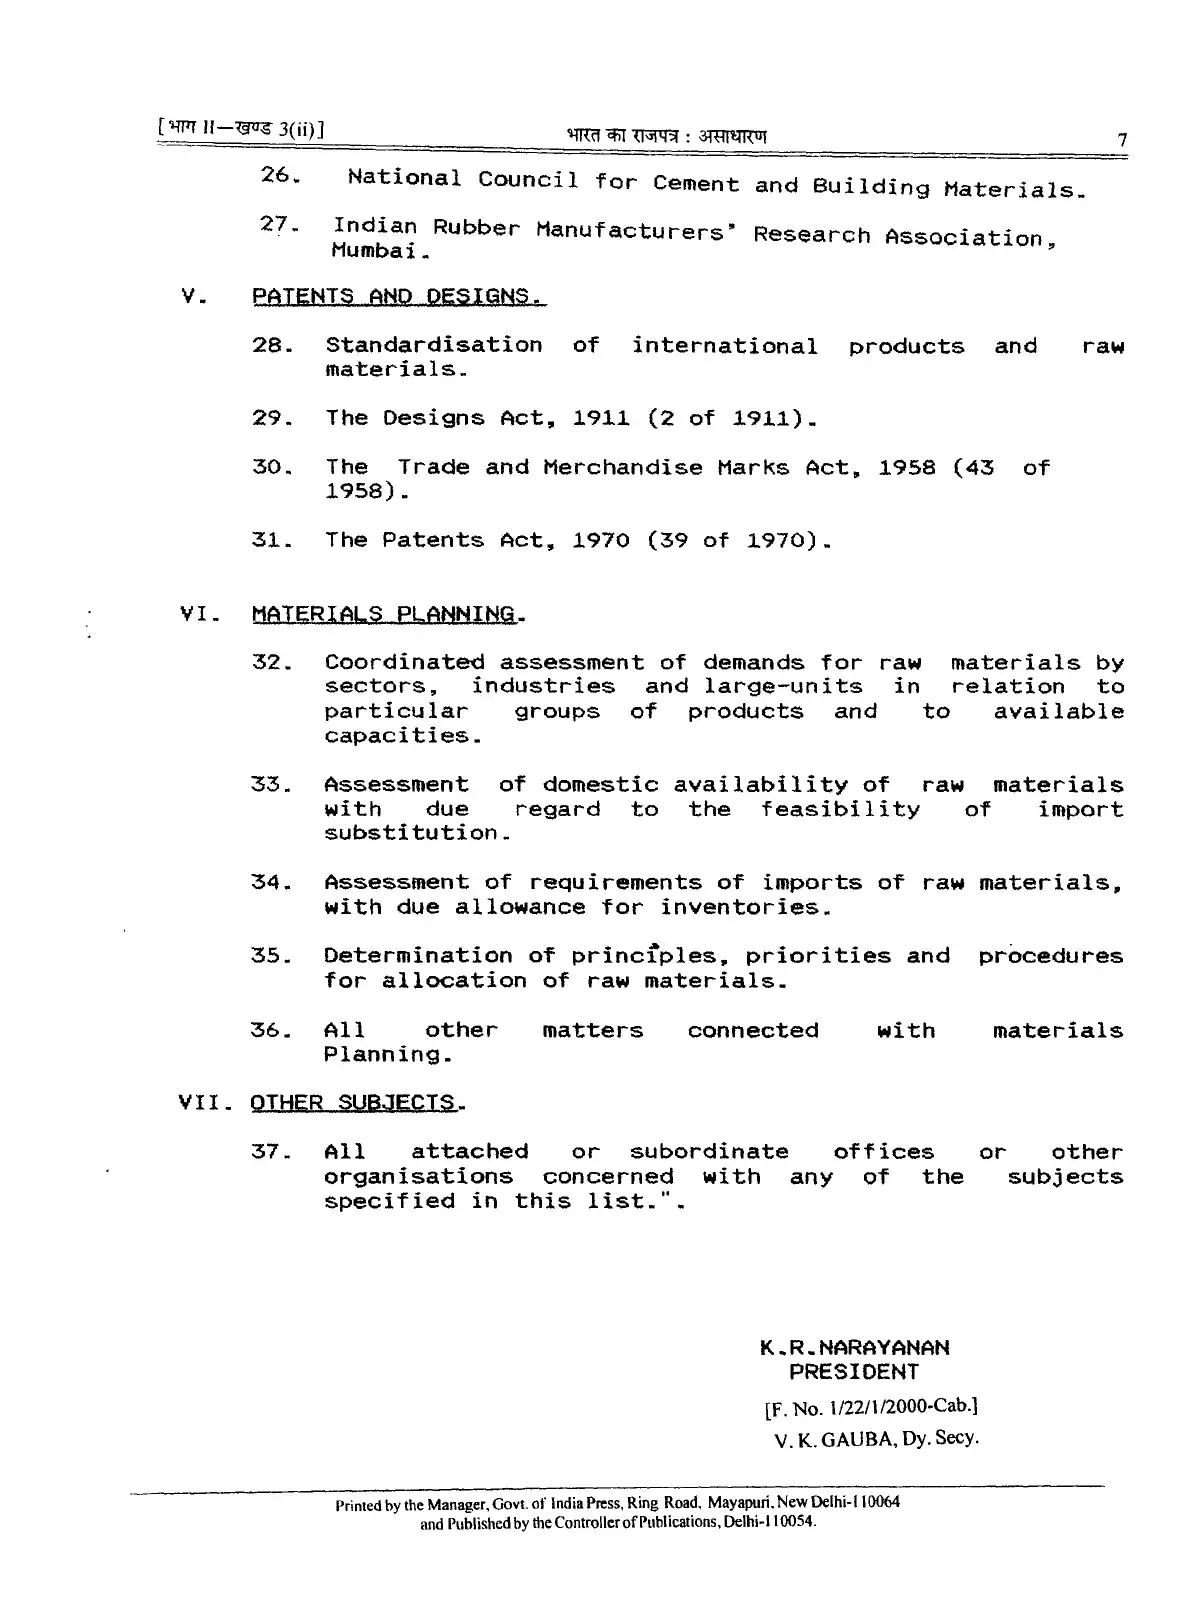 [भाग II—खण्ड 3(ii)]
भारत का राजपत्र : असाधारण
7
26. National Council for Cement and Building Materials.
27. Indian Rubber Manufacturers' Research Association,
Mumbai.
V. PATENTS AND DESIGNS.
28. Standardisation of international products and raw
materials.
29. The Designs Act, 1911 (2 of 1911).
30. The Trade and Merchandise Marks Act, 1958 (43 of
1958).
31. The Patents Act, 1970 (39 of 1970).
VI. MATERIALS PLANNING.
32. Coordinated assessment of demands for raw materials by
sectors, industries and large-units in relation to
particular groups of products and to available
capacities.
33. Assessment of domestic availability of raw materials
with due regard to the feasibility of import
substitution.
34. Assessment of requirements of imports of raw materials,
with due allowance for inventories.
35. Determination of principles, priorities and procedures
for allocation of raw materials.
36. All other matters connected with materials
Planning.
VII. OTHER SUBJECTS.
37. All attached or subordinate offices or other
organisations concerned with any of the subjects
specified in this list.".
K.R.NARAYANAN
PRESIDENT
[F. No. 1/22/1/2000-Cab.]
V. K. GAUBA, Dy. Secy.
Printed by the Manager, Govt. of India Press, Ring Road, Mayapuri, New Delhi-110064
and Published by the Controller of Publications, Delhi-110054.